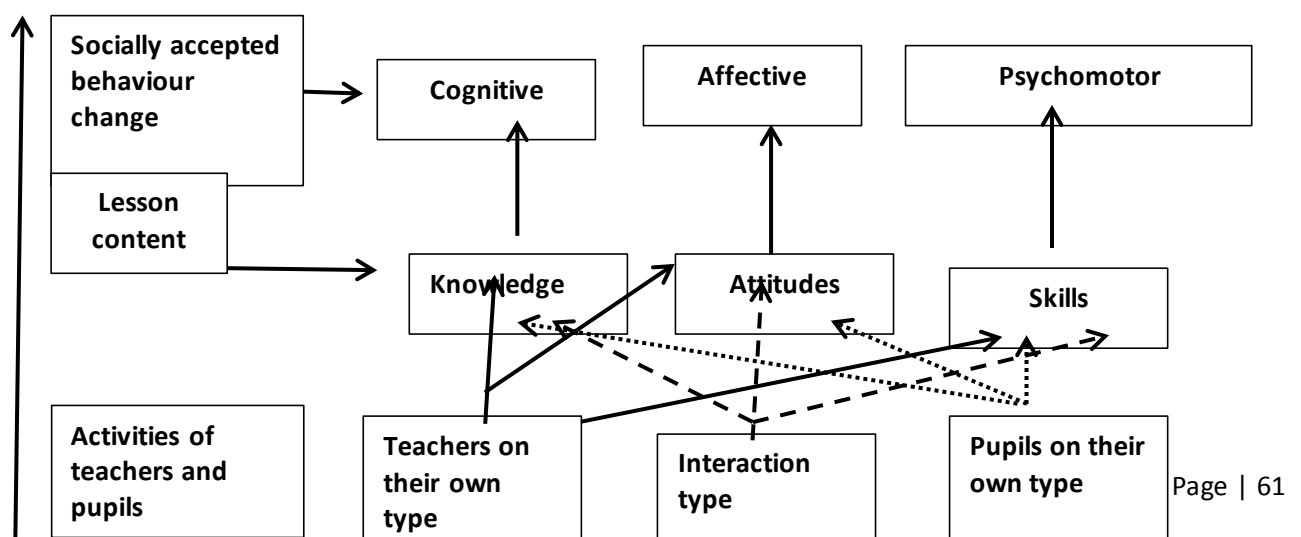 Socially accepted
behaviour
change
Cognitive
Affective
Psychomotor
Lesson
content
Knowledge
Attitudes
Skills
Activities of
teachers and
pupils
Teachers on
their own
type
Interaction
type
Pupils on their
own type
Page | 61